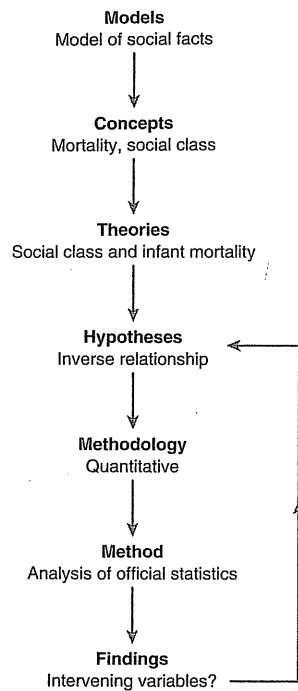 Models
Model of social facts
Concepts
Mortality, social class
Theories
Social class and infant mortality
Hypotheses
Inverse relationship
Methodology
Quantitative
Method
Analysis of official statistics
Findings
Intervening variables?